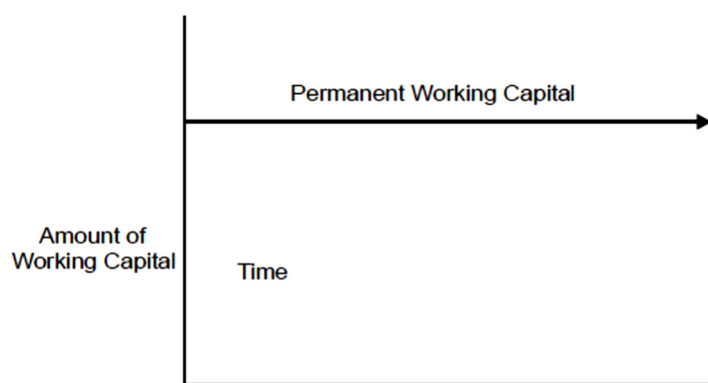 Permanent Working Capital
Amount of
Working Capital
Time